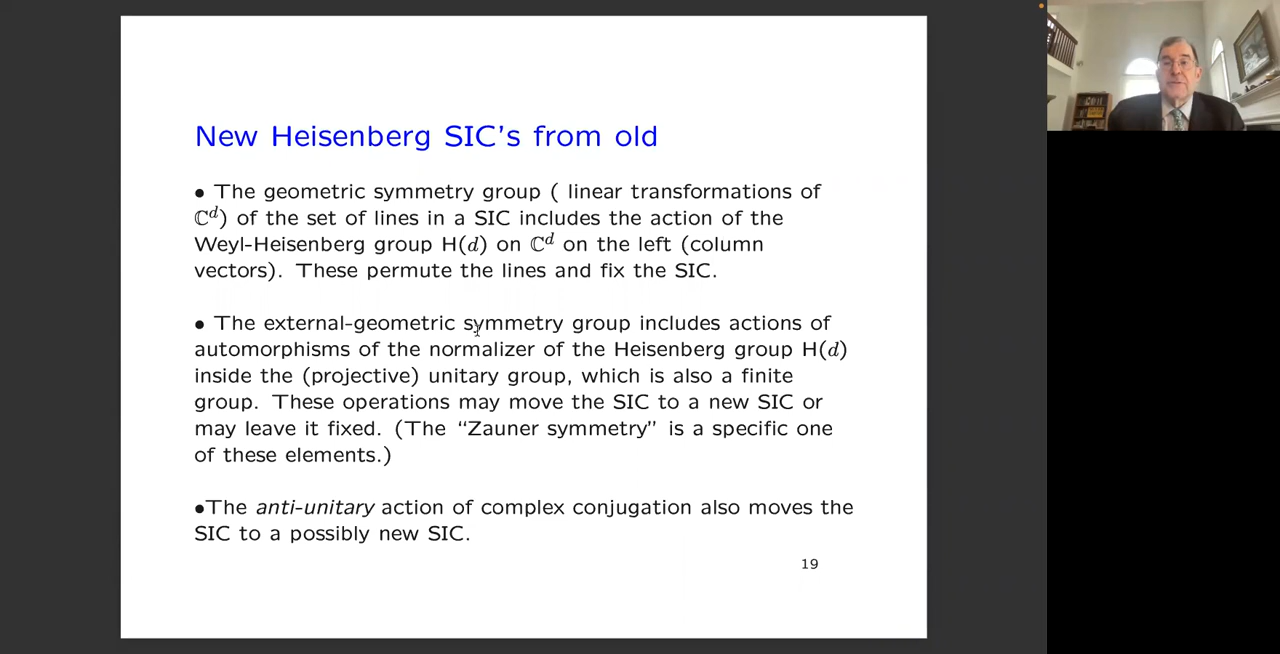 New Heisenberg SIC's from old
• The geometric symmetry group ( linear transformations of
ℂᵈ) of the set of lines in a SIC includes the action of the
Weyl-Heisenberg group H(d) on ℂᵈ on the left (column
vectors). These permute the lines and fix the SIC.
• The external-geometric symmetry group includes actions of
automorphisms of the normalizer of the Heisenberg group H(d)
inside the (projective) unitary group, which is also a finite
group. These operations may move the SIC to a new SIC or
may leave it fixed. (The “Zauner symmetry” is a specific one
of these elements.)
•The anti-unitary action of complex conjugation also moves the
SIC to a possibly new SIC.
19